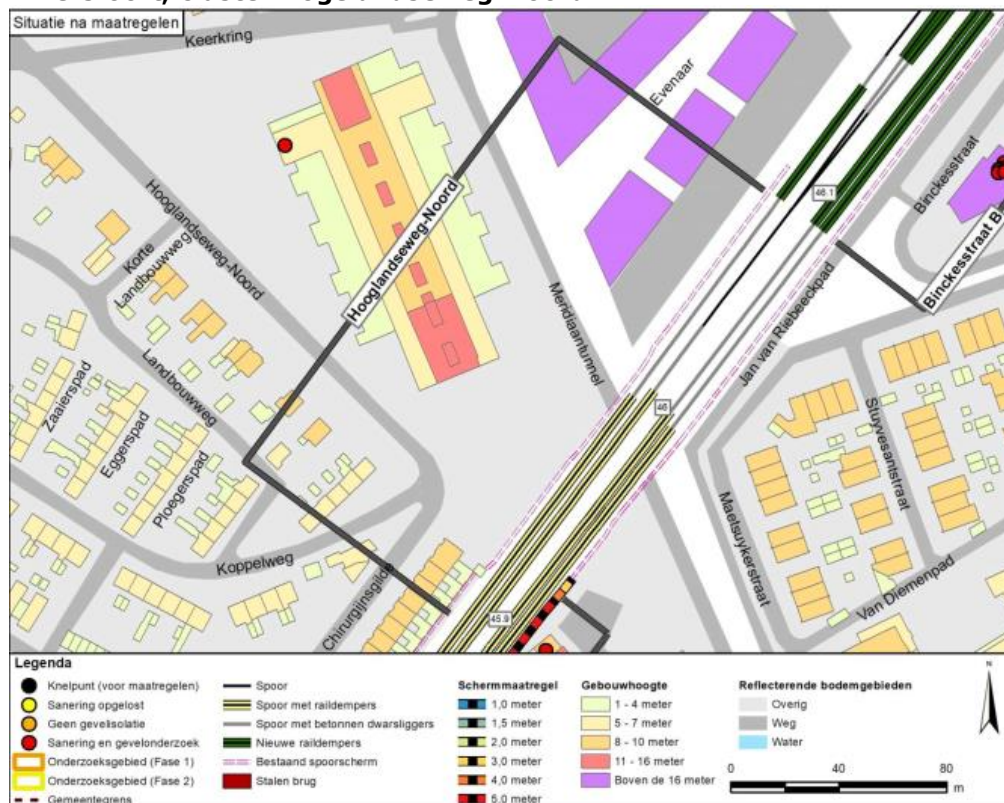 Situatie na maatregelen
Keerkring
Evenaar
Hooglandseweg-Noord
Hooglandseweg-Noord
Korte
Landbouwweg
Landbouwweg
Zaaierspad
Eggerspad
Ploegerspad
Koppelweg
Chirurgijnsgilde
Meridiaantunnel
46.1
46
45.9
Jan van Riebeeckpad
Binckesstraat
Binckesstraat B
Stuyvesantstraat
Maetsuykerstraat
Van Diemenpad
Legenda
Knelpunt (voor maatregelen)
Sanering opgelost
Geen gevelisolatie
Sanering en gevelonderzoek
Onderzoeksgebied (Fase 1)
Onderzoeksgebied (Fase 2)
Gemeentegrens
Spoor
Spoor met raildempers
Spoor met betonnen dwarsliggers
Nieuwe raildempers
Bestaand spoorscherm
Stalen brug
Schermmaatregel
1,0 meter
1,5 meter
2,0 meter
3,0 meter
4,0 meter
5,0 meter
Gebouwhoogte
1 - 4 meter
5 - 7 meter
8 - 10 meter
11 - 16 meter
Boven de 16 meter
Reflecterende bodemgebieden
Overig
Weg
Water
N
0 40 80
m